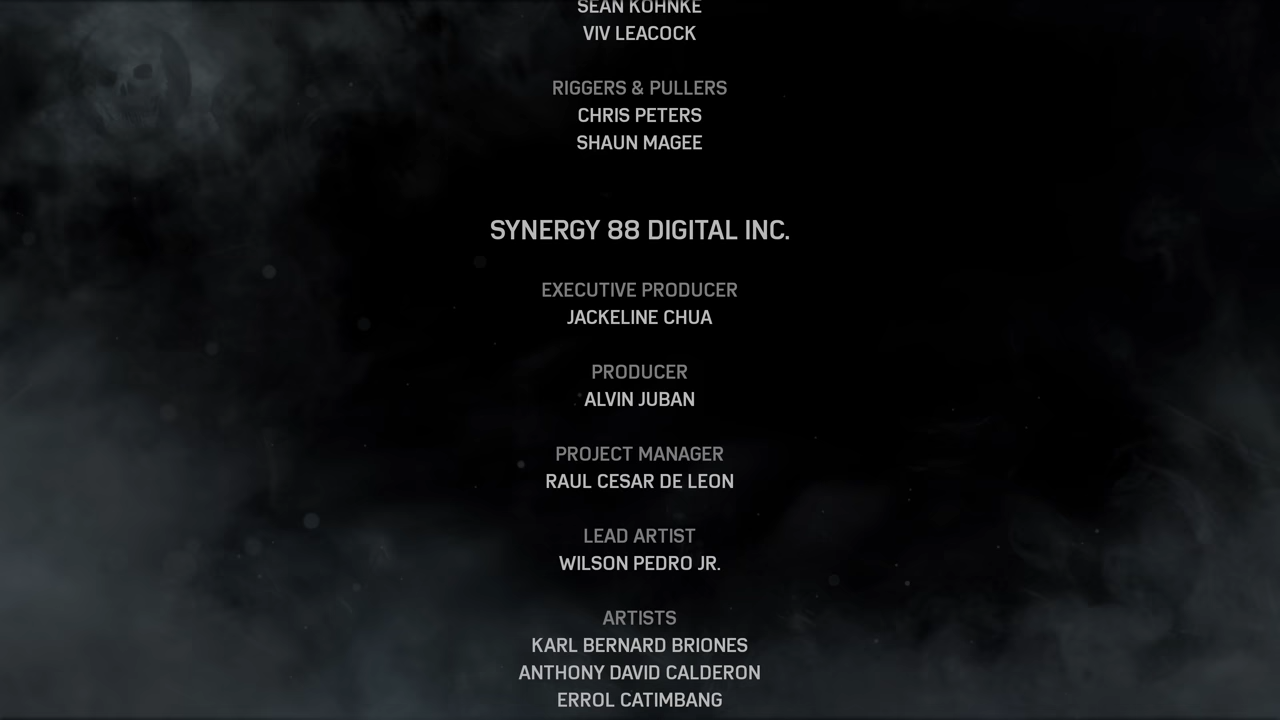 SEAN KOHNKE
VIV LEACOCK
RIGGERS & PULLERS
CHRIS PETERS
SHAUN MAGEE
SYNERGY 88 DIGITAL INC.
EXECUTIVE PRODUCER
JACKELINE CHUA
PRODUCER
ALVIN JUBAN
PROJECT MANAGER
RAUL CESAR DE LEON
LEAD ARTIST
WILSON PEDRO JR.
ARTISTS
KARL BERNARD BRIONES
ANTHONY DAVID CALDERON
ERROL CATIMBANG